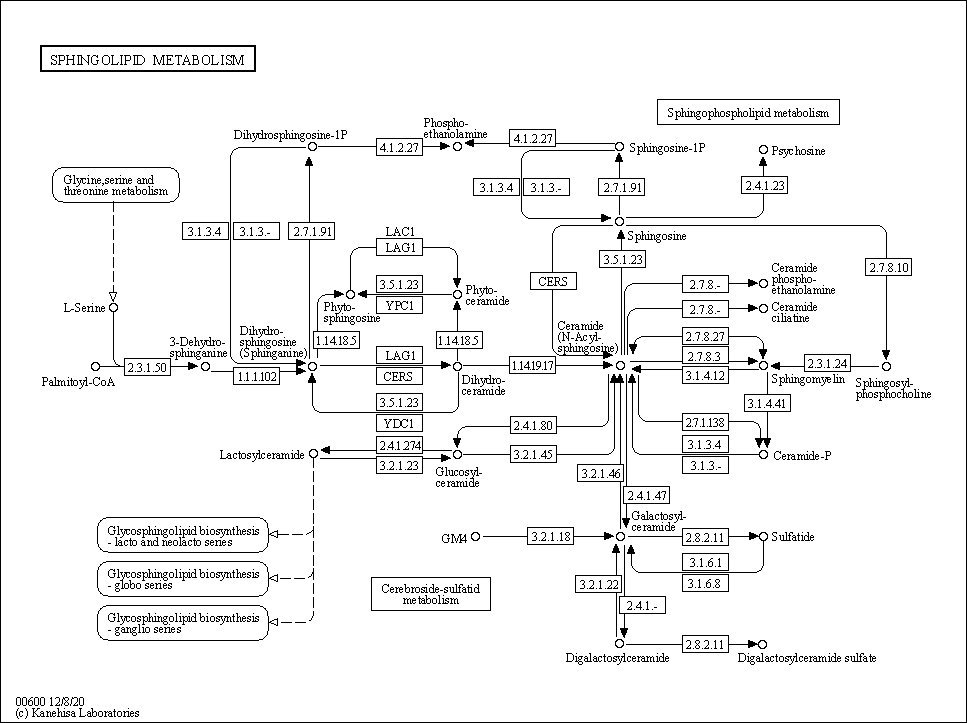 SPHINGOLIPID METABOLISM
Sphingophospholipid metabolism
Dihydrosphingosine-1P
4.1.2.27
Phospho-
ethanolamine
4.1.2.27
Sphingosine-1P
Psychosine
Glycine,serine and
threonine metabolism
3.1.3.4
3.1.3.-
2.7.1.91
2.4.1.23
3.1.3.4
3.1.3.-
2.7.1.91
LAC1
LAG1
Sphingosine
3.5.1.23
2.7.8.10
CERS
3.5.1.23
YPC1
Phyto-
sphingosine
Phyto-
ceramide
2.7.8.-
Ceramide
phospho-
ethanolamine
2.7.8.-
Ceramide
ciliatine
L-Serine
3-Dehydro-
sphinganine
Dihydro-
sphingosine
(Sphinganine)
1.14.18.5
1.14.18.5
Ceramide
(N-Acyl-
sphingosine)
2.7.8.27
2.7.8.3
3.1.4.12
Palmitoyl-CoA
2.3.1.50
1.1.1.102
LAG1
CERS
Dihydro-
ceramide
1.14.19.17
Sphingomyelin
2.3.1.24
Sphingosyl-
phosphocholine
3.5.1.23
YDC1
3.1.4.41
2.4.1.80
2.7.1.138
Lactosylceramide
2.4.1.274
3.2.1.23
Glucosyl-
ceramide
3.2.1.45
3.1.3.4
3.1.3.-
Ceramide-P
3.2.1.46
2.4.1.47
Galactosyl-
ceramide
Glycosphingolipid biosynthesis
- lacto and neolacto series
GM4
3.2.1.18
2.8.2.11
Sulfatide
3.1.6.1
3.1.6.8
Glycosphingolipid biosynthesis
- globo series
Cerebroside-sulfatid
metabolism
3.2.1.22
2.4.1.-
Glycosphingolipid biosynthesis
- ganglio series
2.8.2.11
Digalactosylceramide
Digalactosylceramide sulfate
00600 12/8/20
(c) Kanehisa Laboratories